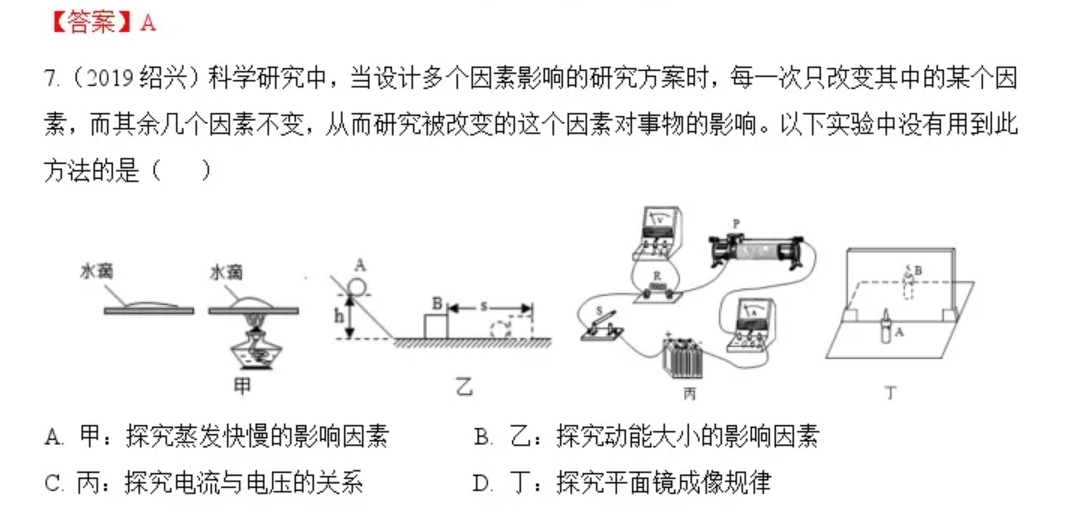 【答案】A
7.（2019绍兴）科学研究中，当设计多个因素影响的研究方案时，每一次只改变其中的某个因
素，而其余几个因素不变，从而研究被改变的这个因素对事物的影响。以下实验中没有用到此
方法的是（　　）
水滴 水滴 A h B s V P R S A B A
甲 乙 丙 丁
A. 甲：探究蒸发快慢的影响因素 B. 乙：探究动能大小的影响因素
C. 丙：探究电流与电压的关系 D. 丁：探究平面镜成像规律